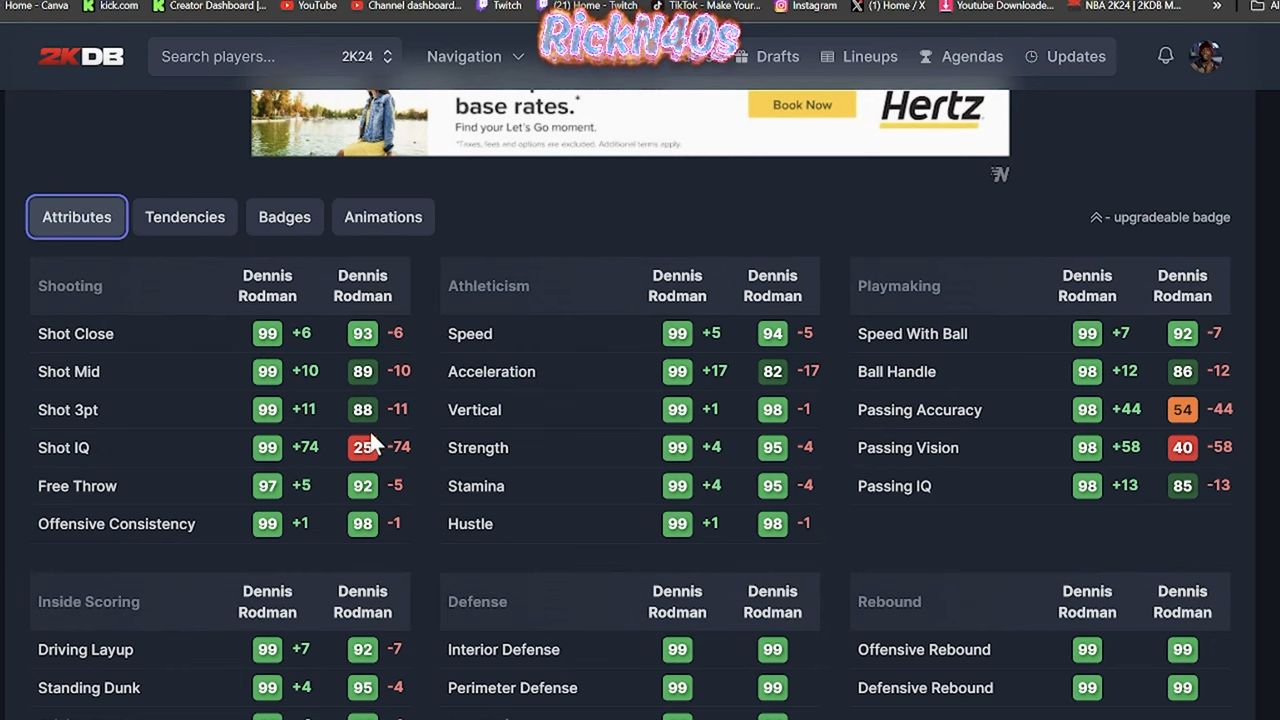 Home - Canva kick.com Creator Dashboard |... YouTube Channel dashboard... Twitch (21) Home - Twitch TikTok - Make Your... Instagram (1) Home / X Youtube Downloade... NBA 2K24 | 2KDB M... »
RickN40s
2KDB Search players... 2K24 Navigation Drafts Lineups Agendas Updates
base rates.*
Find your Let's Go moment.
*Taxes, fees and options are excluded. Additional terms apply.
Book Now
Hertz
Attributes Tendencies Badges Animations - upgradeable badge
Shooting Dennis Rodman Dennis Rodman
Shot Close 99 +6 93 -6
Shot Mid 99 +10 89 -10
Shot 3pt 99 +11 88 -11
Shot IQ 99 +74 25 -74
Free Throw 97 +5 92 -5
Offensive Consistency 99 +1 98 -1
Athleticism Dennis Rodman Dennis Rodman
Speed 99 +5 94 -5
Acceleration 99 +17 82 -17
Vertical 99 +1 98 -1
Strength 99 +4 95 -4
Stamina 99 +4 95 -4
Hustle 99 +1 98 -1
Playmaking Dennis Rodman Dennis Rodman
Speed With Ball 99 +7 92 -7
Ball Handle 98 +12 86 -12
Passing Accuracy 98 +44 54 -44
Passing Vision 98 +58 40 -58
Passing IQ 98 +13 85 -13
Inside Scoring Dennis Rodman Dennis Rodman
Driving Layup 99 +7 92 -7
Standing Dunk 99 +4 95 -4
Defense Dennis Rodman Dennis Rodman
Interior Defense 99 99
Perimeter Defense 99 99
Rebound Dennis Rodman Dennis Rodman
Offensive Rebound 99 99
Defensive Rebound 99 99